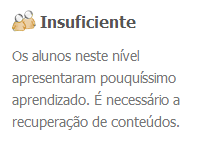 Insuficiente
Os alunos neste nível
apresentaram pouquíssimo
aprendizado. É necessário a
recuperação de conteúdos.